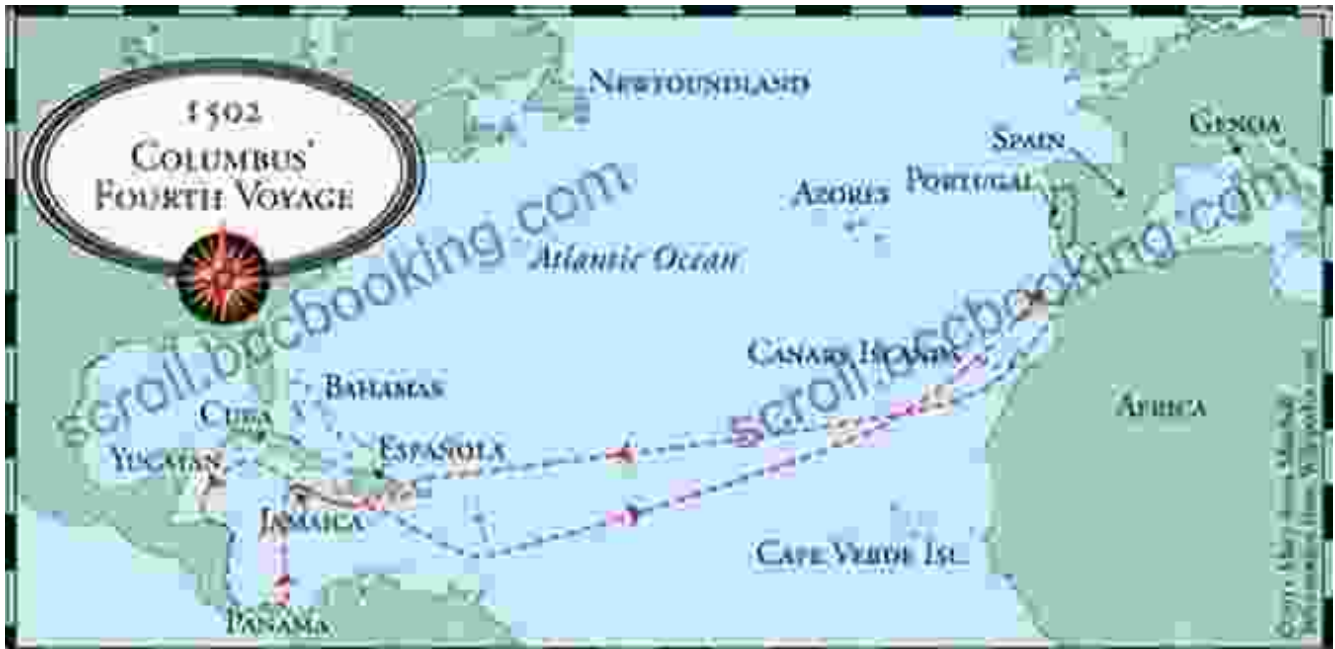 1502
COLUMBUS'
FOURTH VOYAGE
NEWFOUNDLAND
SPAIN
GENOA
AZORES
PORTUGAL
Atlantic Ocean
CANARY ISLANDS
BAHAMAS
CUBA
AFRICA
ESPAÑOLA
YUCATAN
JAMAICA
CAPE VERDE ISL.
PANAMA
scroll.bccbooking.com
scroll.bccbooking.com